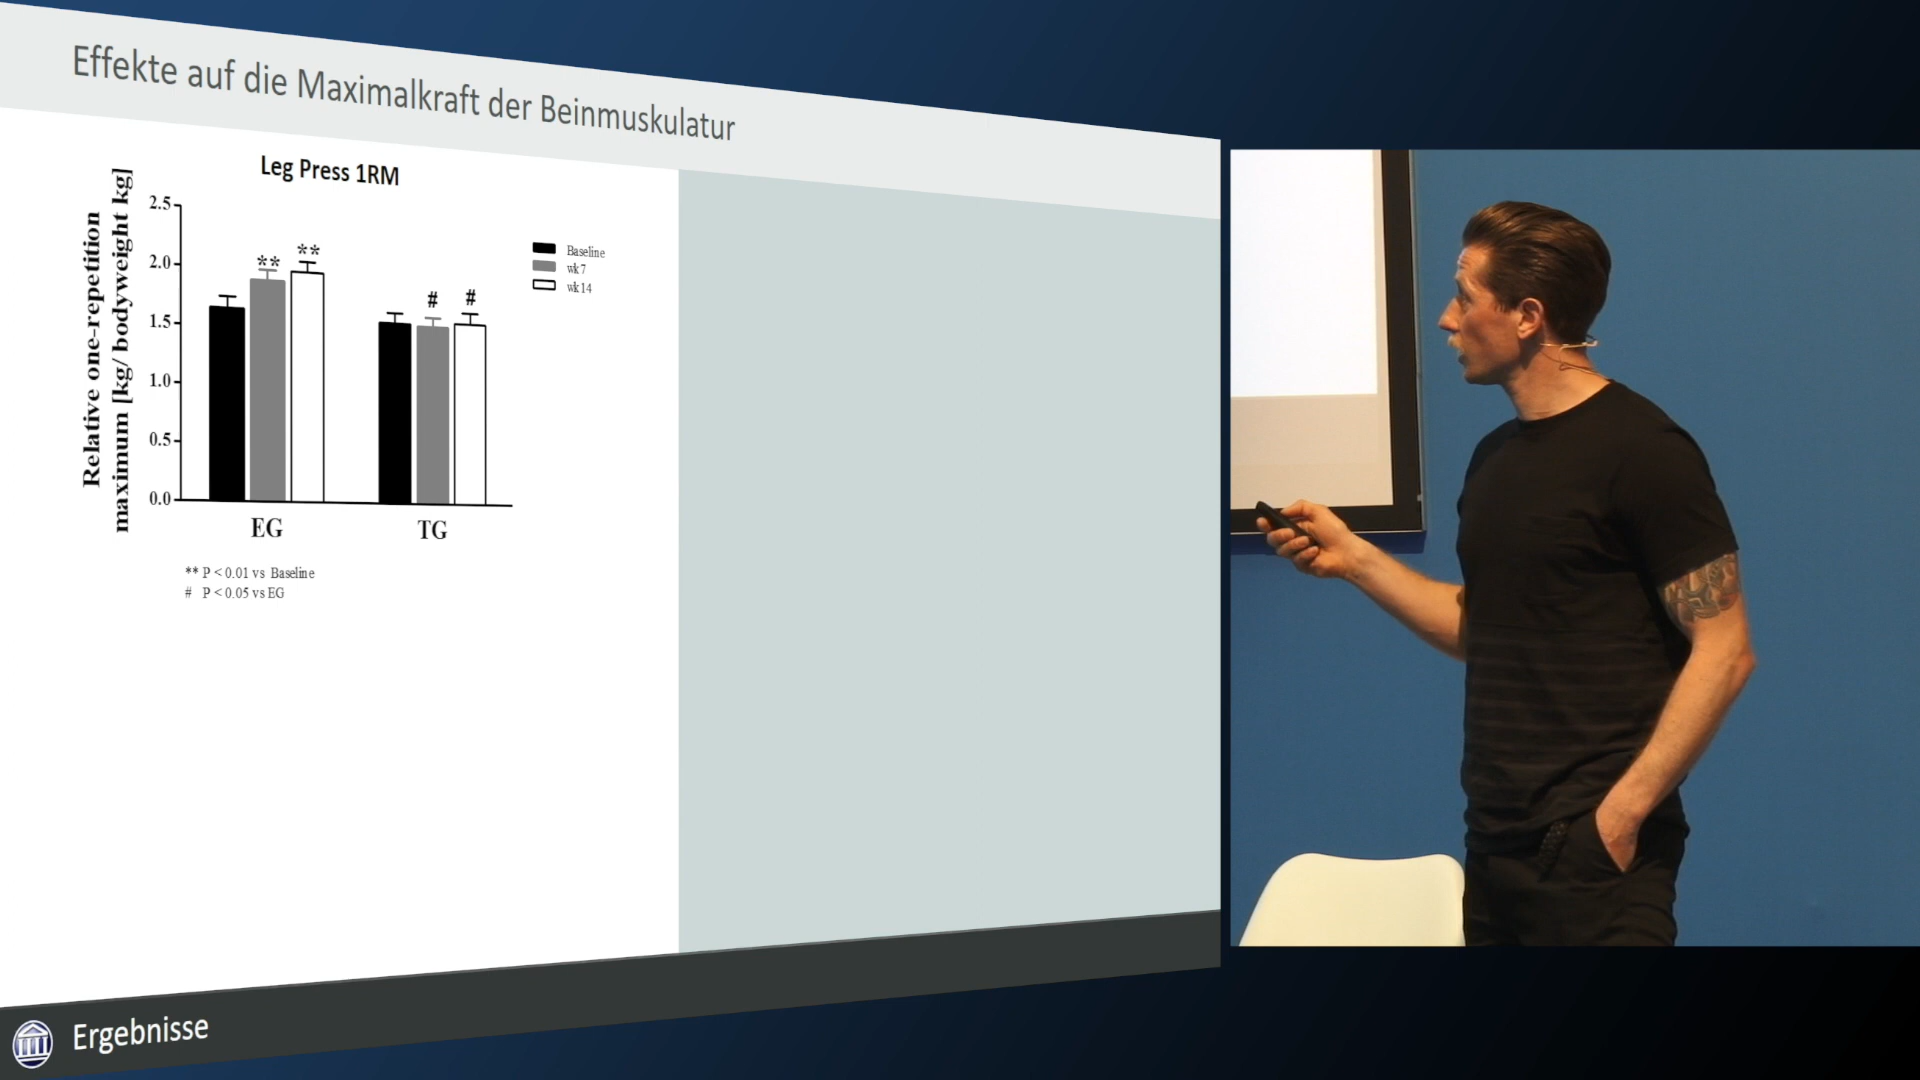 Effekte auf die Maximalkraft der Beinmuskulatur
Leg Press 1RM
Relative one-repetition
maximum [kg/ bodyweight kg]
2.5
2.0
1.5
1.0
0.5
0.0
**
**
#
#
Baseline
wk 7
wk 14
EG
TG
** P < 0.01 vs Baseline
# P < 0.05 vs EG
Ergebnisse